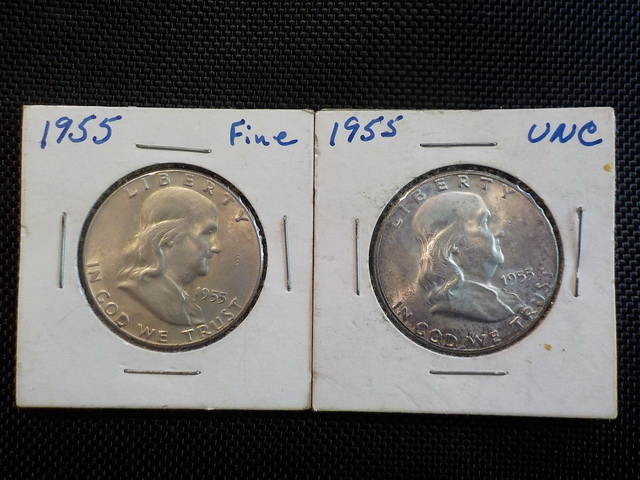 1955 Fine
LIBERTY
1955
IN GOD WE TRUST
1955 UNC
LIBERTY
1955
IN GOD WE TRUST